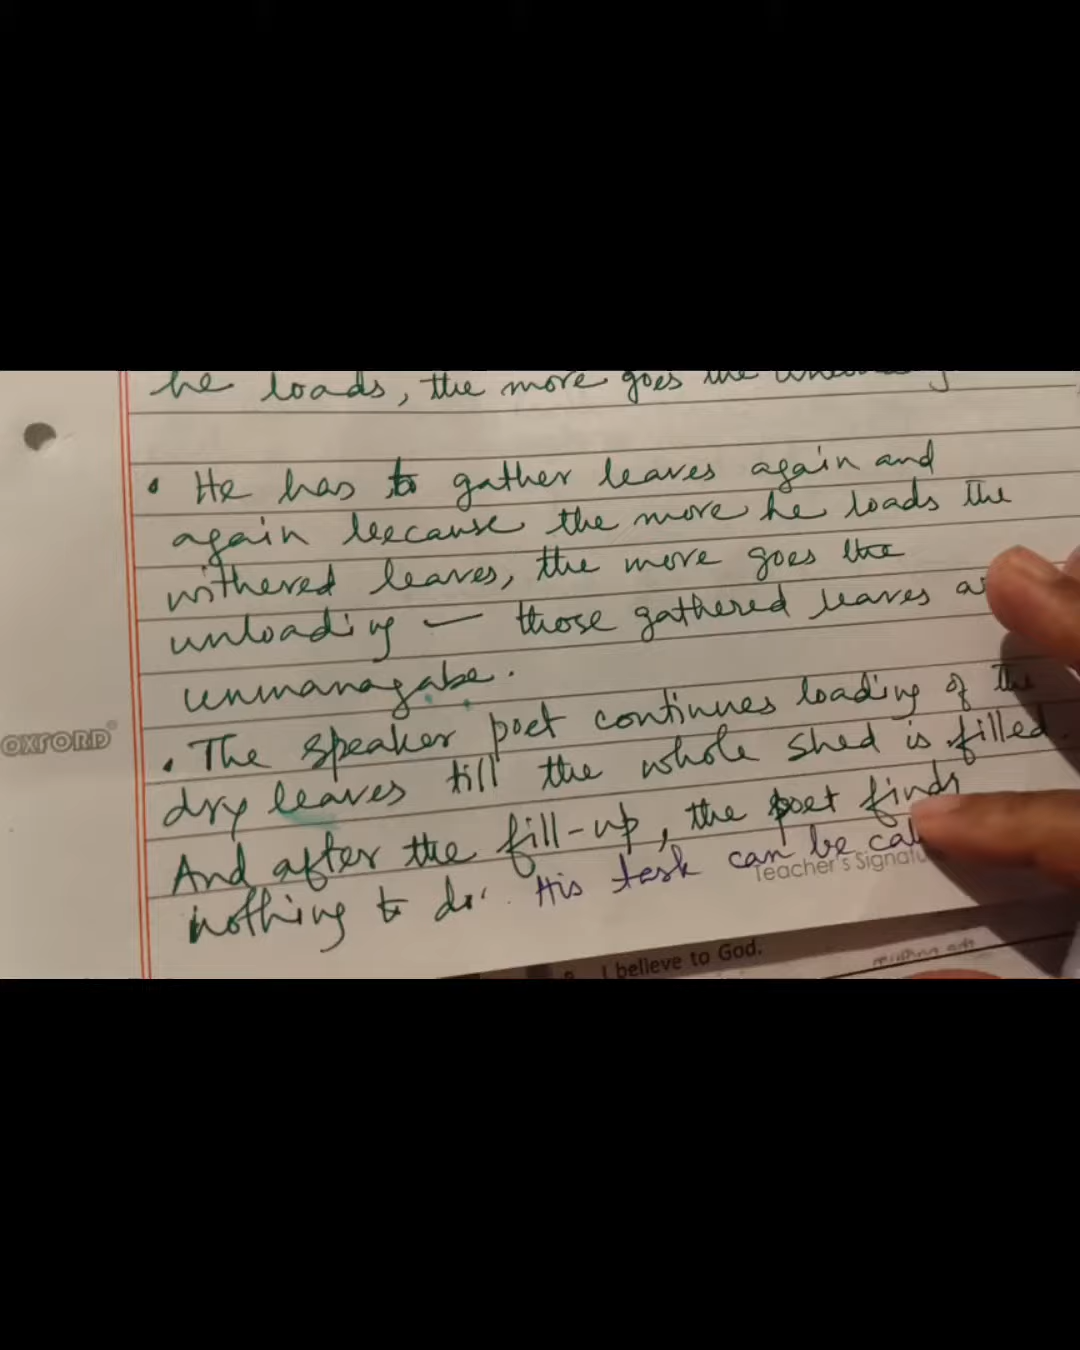 he loads, the more goes the
• He has to gather leaves again and
again because the more he loads the
withered leaves, the more goes the
unloading — those gathered leaves
unmanagabe.
• The speaker poet continues loading of the
dry leaves till the whole shed is filled.
And after the fill-up, the poet finds
nothing to do. His task can be
Teacher's
OXFORD
I believe to God.